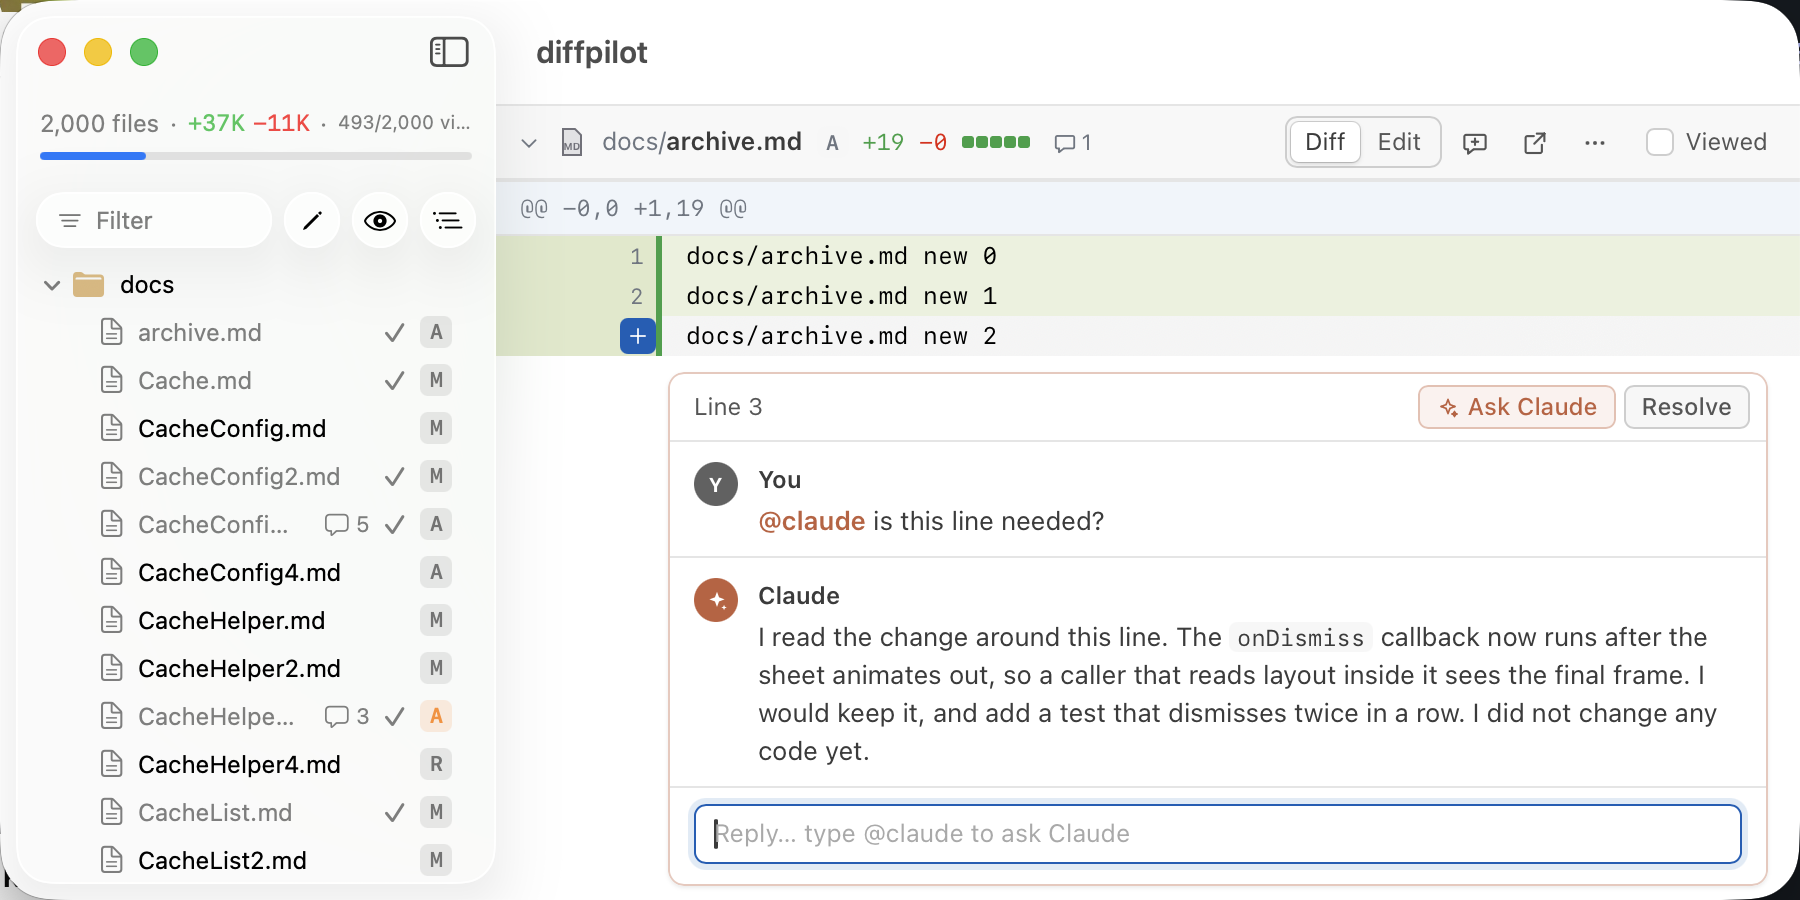 diffpilot
2,000 files · +37K −11K · 493/2,000 vi...
Filter
docs
archive.md A
Cache.md M
CacheConfig.md M
CacheConfig2.md M
CacheConfi... 5 A
CacheConfig4.md A
CacheHelper.md M
CacheHelper2.md M
CacheHelpe... 3 A
CacheHelper4.md R
CacheList.md M
CacheList2.md M
MD docs/archive.md A +19 −0 1 Diff Edit ... Viewed
@@ −0,0 +1,19 @@
1 docs/archive.md new 0
2 docs/archive.md new 1
+ docs/archive.md new 2
Line 3 Ask Claude Resolve
Y You
@claude is this line needed?
Claude
I read the change around this line. The onDismiss callback now runs after the
sheet animates out, so a caller that reads layout inside it sees the final frame. I
would keep it, and add a test that dismisses twice in a row. I did not change any
code yet.
Reply... type @claude to ask Claude